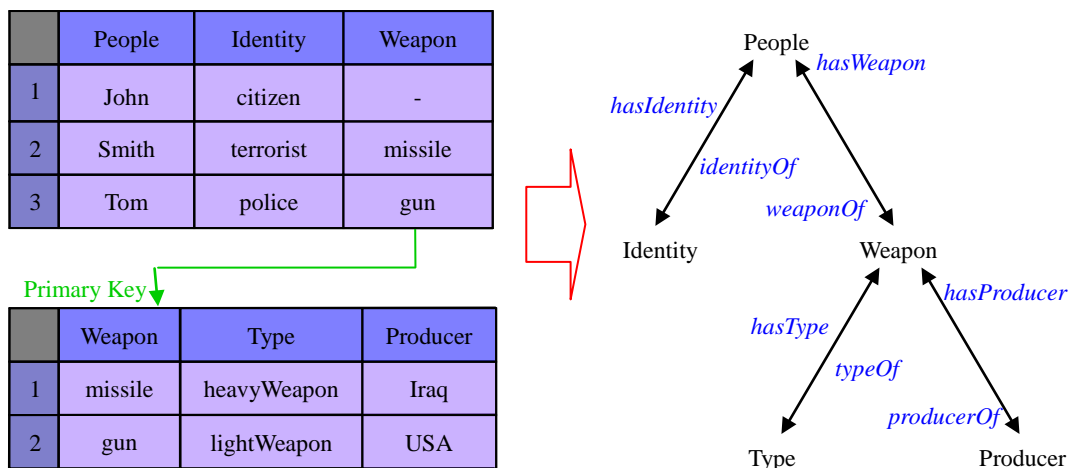 People Identity Weapon
1 John citizen -
2 Smith terrorist missile
3 Tom police gun
Primary Key
Weapon Type Producer
1 missile heavyWeapon Iraq
2 gun lightWeapon USA
People
hasWeapon
hasIdentity
identityOf
weaponOf
Identity
Weapon
hasProducer
hasType
typeOf
producerOf
Type
Producer